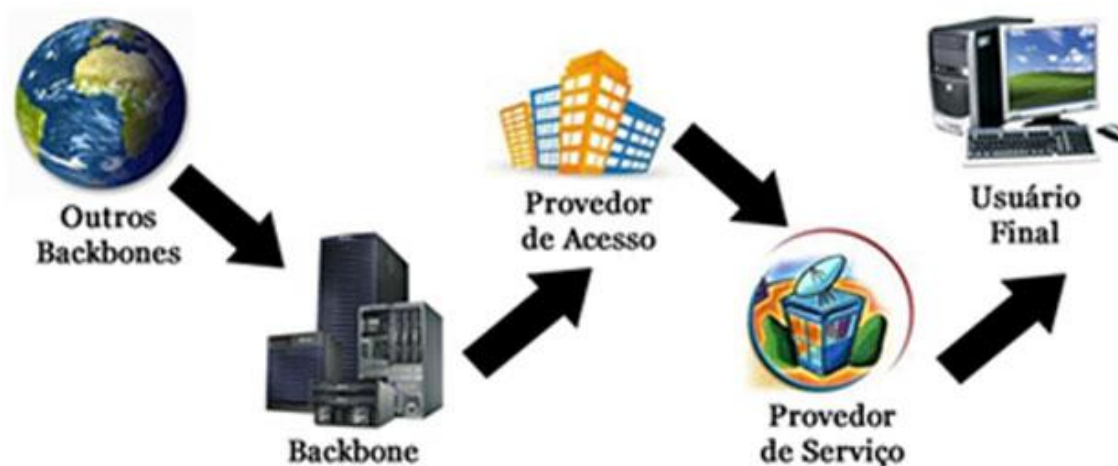 Outros
Backbones
Backbone
Provedor
de Acesso
Provedor
de Serviço
Usuário
Final